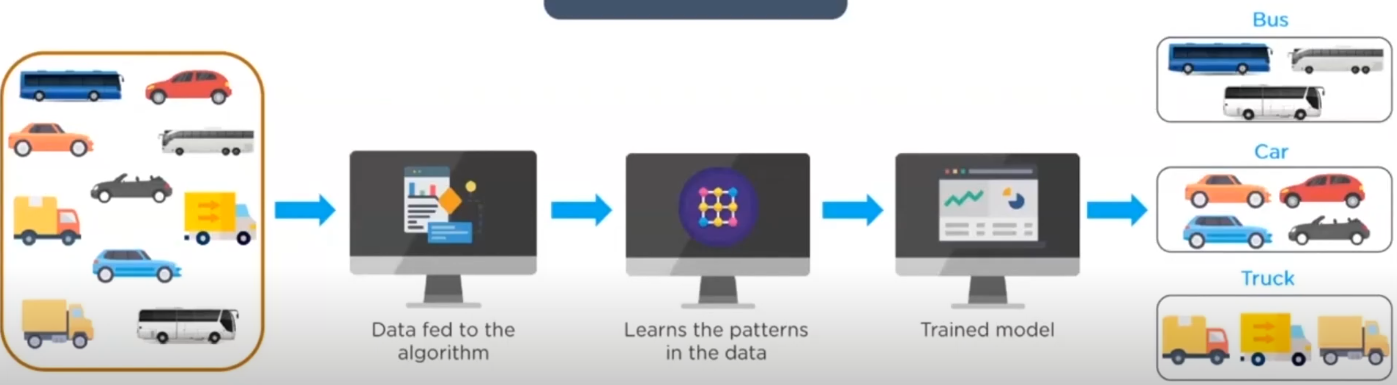 Bus
Car
Truck
Data fed to the
algorithm
Learns the patterns
in the data
Trained model